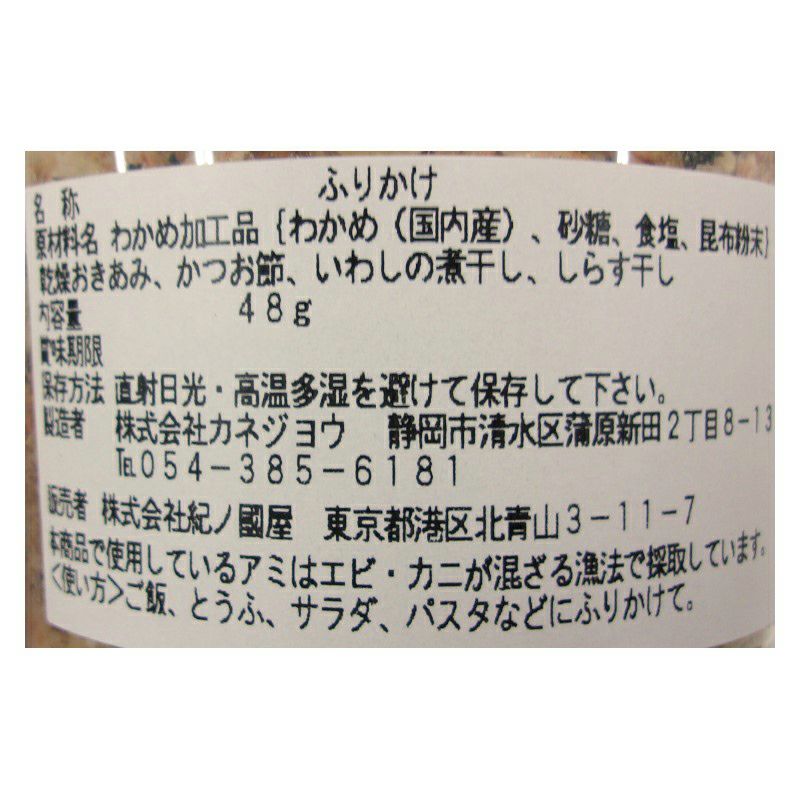 名称 ふりかけ
原材料名 わかめ加工品{わかめ(国内産)、砂糖、食塩、昆布粉末}
乾燥おきあみ、かつお節、いわしの煮干し、しらす干し
内容量 48g
賞味期限
保存方法 直射日光・高温多湿を避けて保存して下さい。
製造者 株式会社カネジョウ 静岡市清水区蒲原新田2丁目8-13
℡054-385-6181
販売者 株式会社紀ノ國屋 東京都港区北青山3-11-7
本商品で使用しているアミはエビ・カニが混ざる漁法で採取しています。
<使い方>ご飯、とうふ、サラダ、パスタなどにふりかけて。